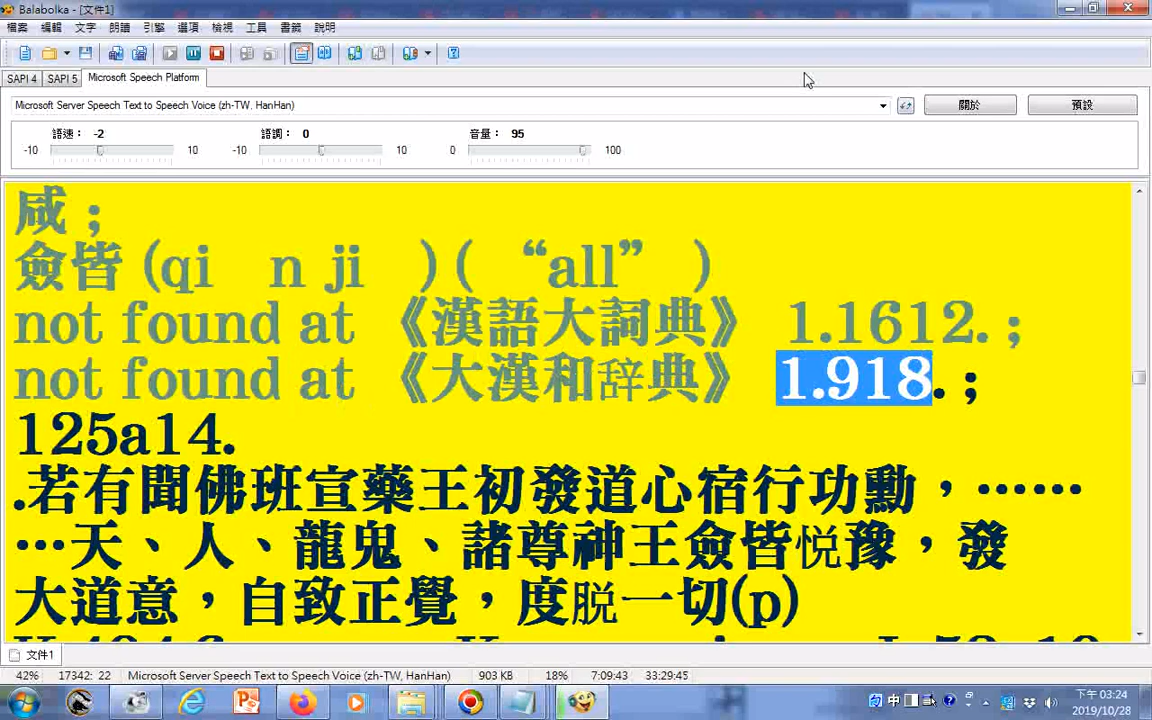 Balabolka - [文件1]
檔案 編輯 文字 朗讀 引擎 選項 檢視 工具 書籤 說明
SAPI 4 SAPI 5 Microsoft Speech Platform
Microsoft Server Speech Text to Speech Voice (zh-TW, HanHan) 關於 預設
語速： -2 語調： 0 音量： 95
-10 10 -10 10 0 100
咸；
僉皆 (qi n ji )( “all” )
not found at 《漢語大詞典》 1.1612.；
not found at 《大漢和辞典》 1.918.；
125a14.
.若有聞佛班宣藥王初發道心宿行功勳，……
…天、人、龍鬼、諸尊神王僉皆悦豫，發
大道意，自致正覺，度脱一切(p)
文件1
42% 17342: 22 Microsoft Server Speech Text to Speech Voice (zh-TW, HanHan) 903 KB 18% 7:09:43 33:29:45
中
下午 03:24
2019/10/28